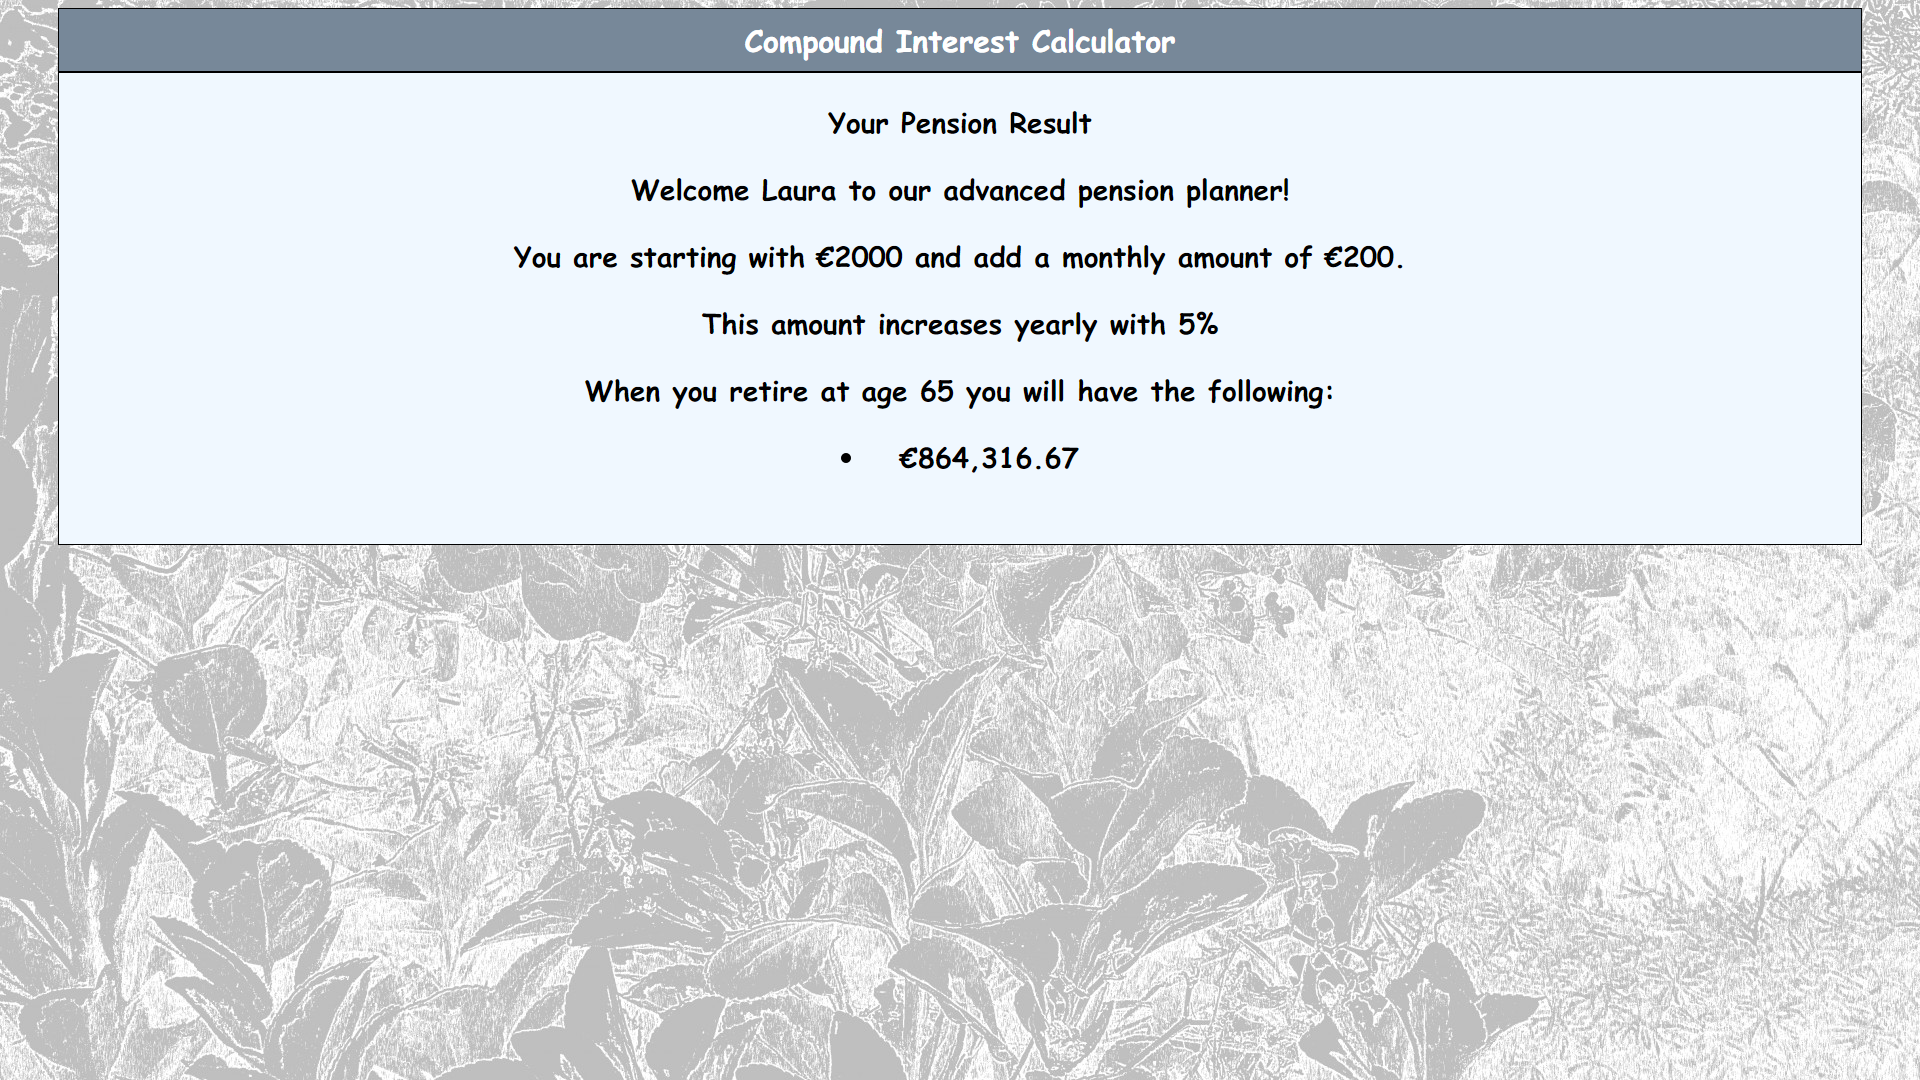 Compound Interest Calculator
Your Pension Result
Welcome Laura to our advanced pension planner!
You are starting with €2000 and add a monthly amount of €200.
This amount increases yearly with 5%
When you retire at age 65 you will have the following:
• €864,316.67